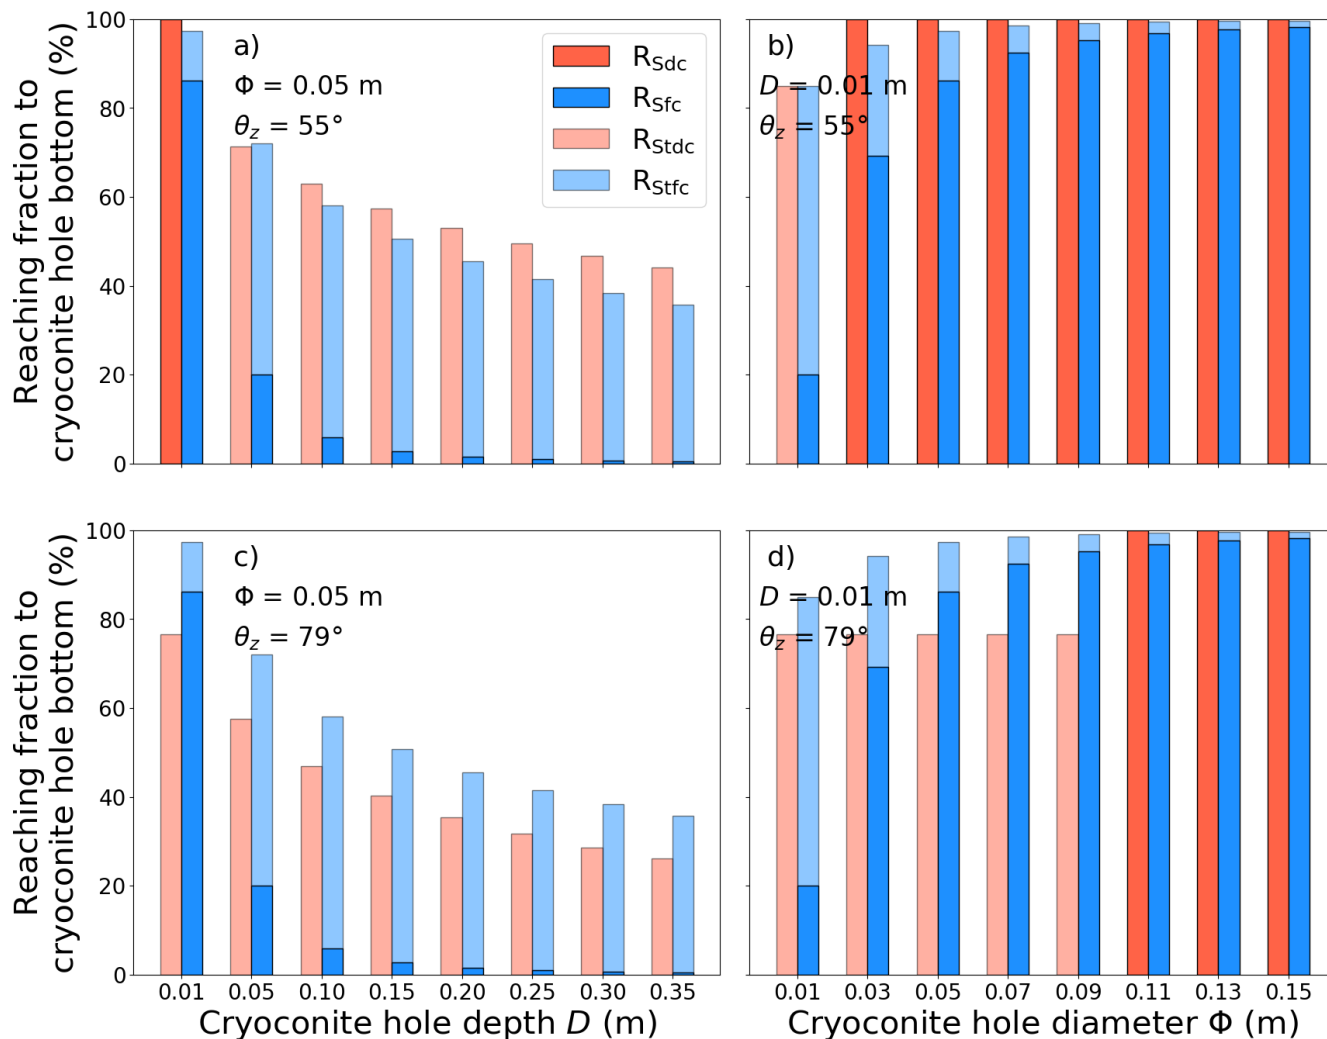 Reaching fraction to
cryoconite hole bottom (%)
100
80
60
40
20
0
a)
Φ = 0.05 m
θz = 55°
RSdc
RSfc
RStdc
RStfc
b)
D = 0.01 m
θz = 55°
Reaching fraction to
cryoconite hole bottom (%)
100
80
60
40
20
0
c)
Φ = 0.05 m
θz = 79°
d)
D = 0.01 m
θz = 79°
0.01 0.05 0.10 0.15 0.20 0.25 0.30 0.35
Cryoconite hole depth D (m)
0.01 0.03 0.05 0.07 0.09 0.11 0.13 0.15
Cryoconite hole diameter Φ (m)